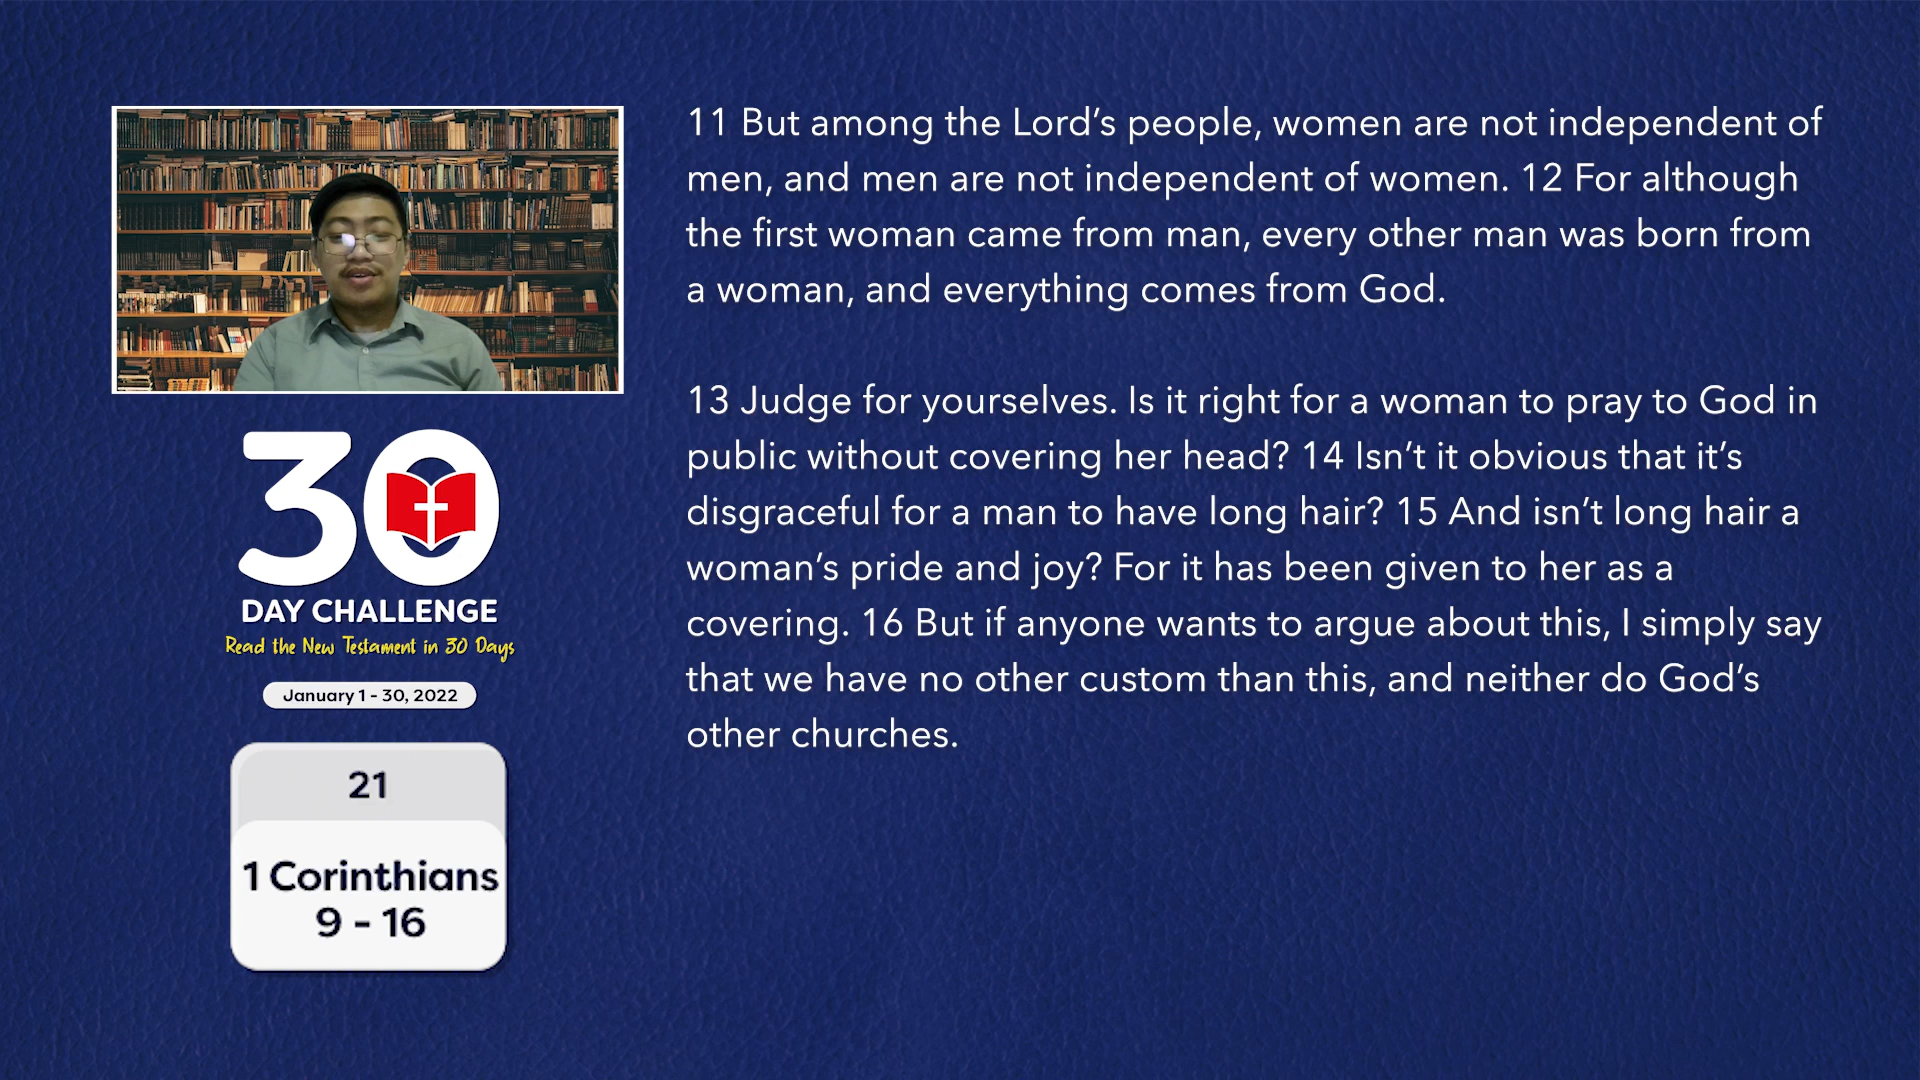 11 But among the Lord’s people, women are not independent of
men, and men are not independent of women. 12 For although
the first woman came from man, every other man was born from
a woman, and everything comes from God.
13 Judge for yourselves. Is it right for a woman to pray to God in
public without covering her head? 14 Isn’t it obvious that it’s
disgraceful for a man to have long hair? 15 And isn’t long hair a
woman’s pride and joy? For it has been given to her as a
covering. 16 But if anyone wants to argue about this, I simply say
that we have no other custom than this, and neither do God’s
other churches.
30
DAY CHALLENGE
Read the New Testament in 30 Days
January 1 - 30, 2022
21
1 Corinthians
9 - 16